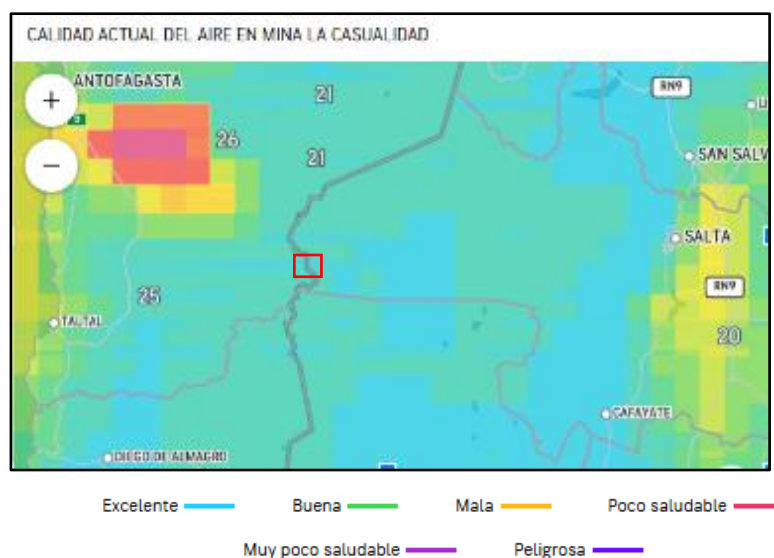 CALIDAD ACTUAL DEL AIRE EN MINA LA CASUALIDAD
+
ANTOFAGASTA
21
RN9
26
SAN SALV
−
21
SALTA
RN9
25
TALTAL
20
CAFAYATE
DIEGO DE ALMAGRO
Excelente Buena Mala Poco saludable
Muy poco saludable Peligrosa